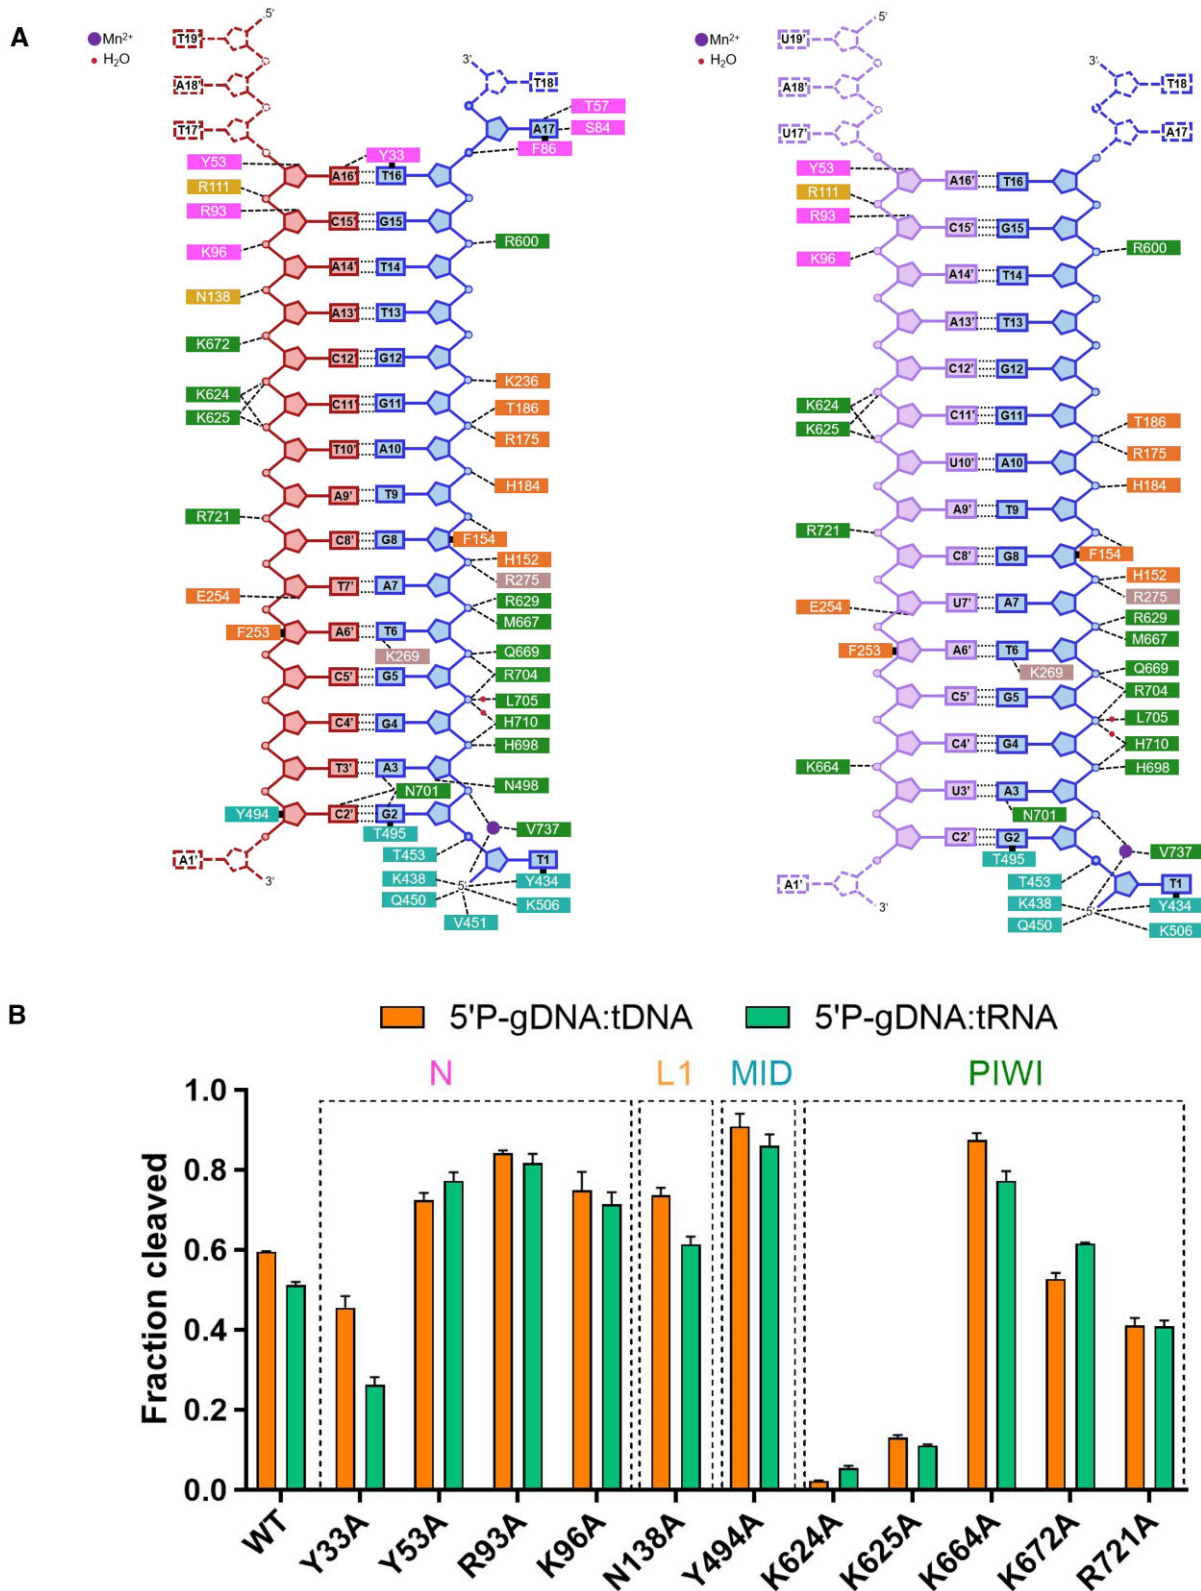 A
Mn²⁺
H₂O
5'
T19'
A18'
T17'
3'
T18
A17
T57
S84
F86
Y53
Y33
A16'
T16
R111
R93
C15'
G15
R600
K96
A14'
T14
N138
A13'
T13
K672
C12'
G12
K236
K624
K625
C11'
G11
T186
R175
T10'
A10
H184
A9'
T9
R721
C8'
G8
F154
H152
R275
E254
T7'
A7
R629
M667
F253
A6'
T6
K269
Q669
C5'
G5
R704
L705
C4'
G4
H710
H698
T3'
A3
N498
N701
Y494
C2'
G2
T495
V737
T453
T1
A1'
3'
K438
5'
Y434
Q450
K506
V451
Mn²⁺
H₂O
5'
U19'
A18'
U17'
3'
T18
A17
Y53
A16'
T16
R111
R93
C15'
G15
R600
K96
A14'
T14
A13'
T13
C12'
G12
K624
K625
C11'
G11
T186
R175
U10'
A10
H184
A9'
T9
R721
C8'
G8
F154
H152
R275
E254
U7'
A7
R629
M667
F253
A6'
T6
K269
Q669
C5'
G5
R704
L705
C4'
G4
H710
K664
H698
U3'
A3
N701
C2'
G2
T495
V737
T453
T1
A1'
3'
K438
5'
Y434
Q450
K506
B
5'P-gDNA:tDNA 5'P-gDNA:tRNA
N L1 MID PIWI
Fraction cleaved
1.0
0.8
0.6
0.4
0.2
0.0
WT Y33A Y53A R93A K96A N138A Y494A K624A K625A K664A K672A R721A